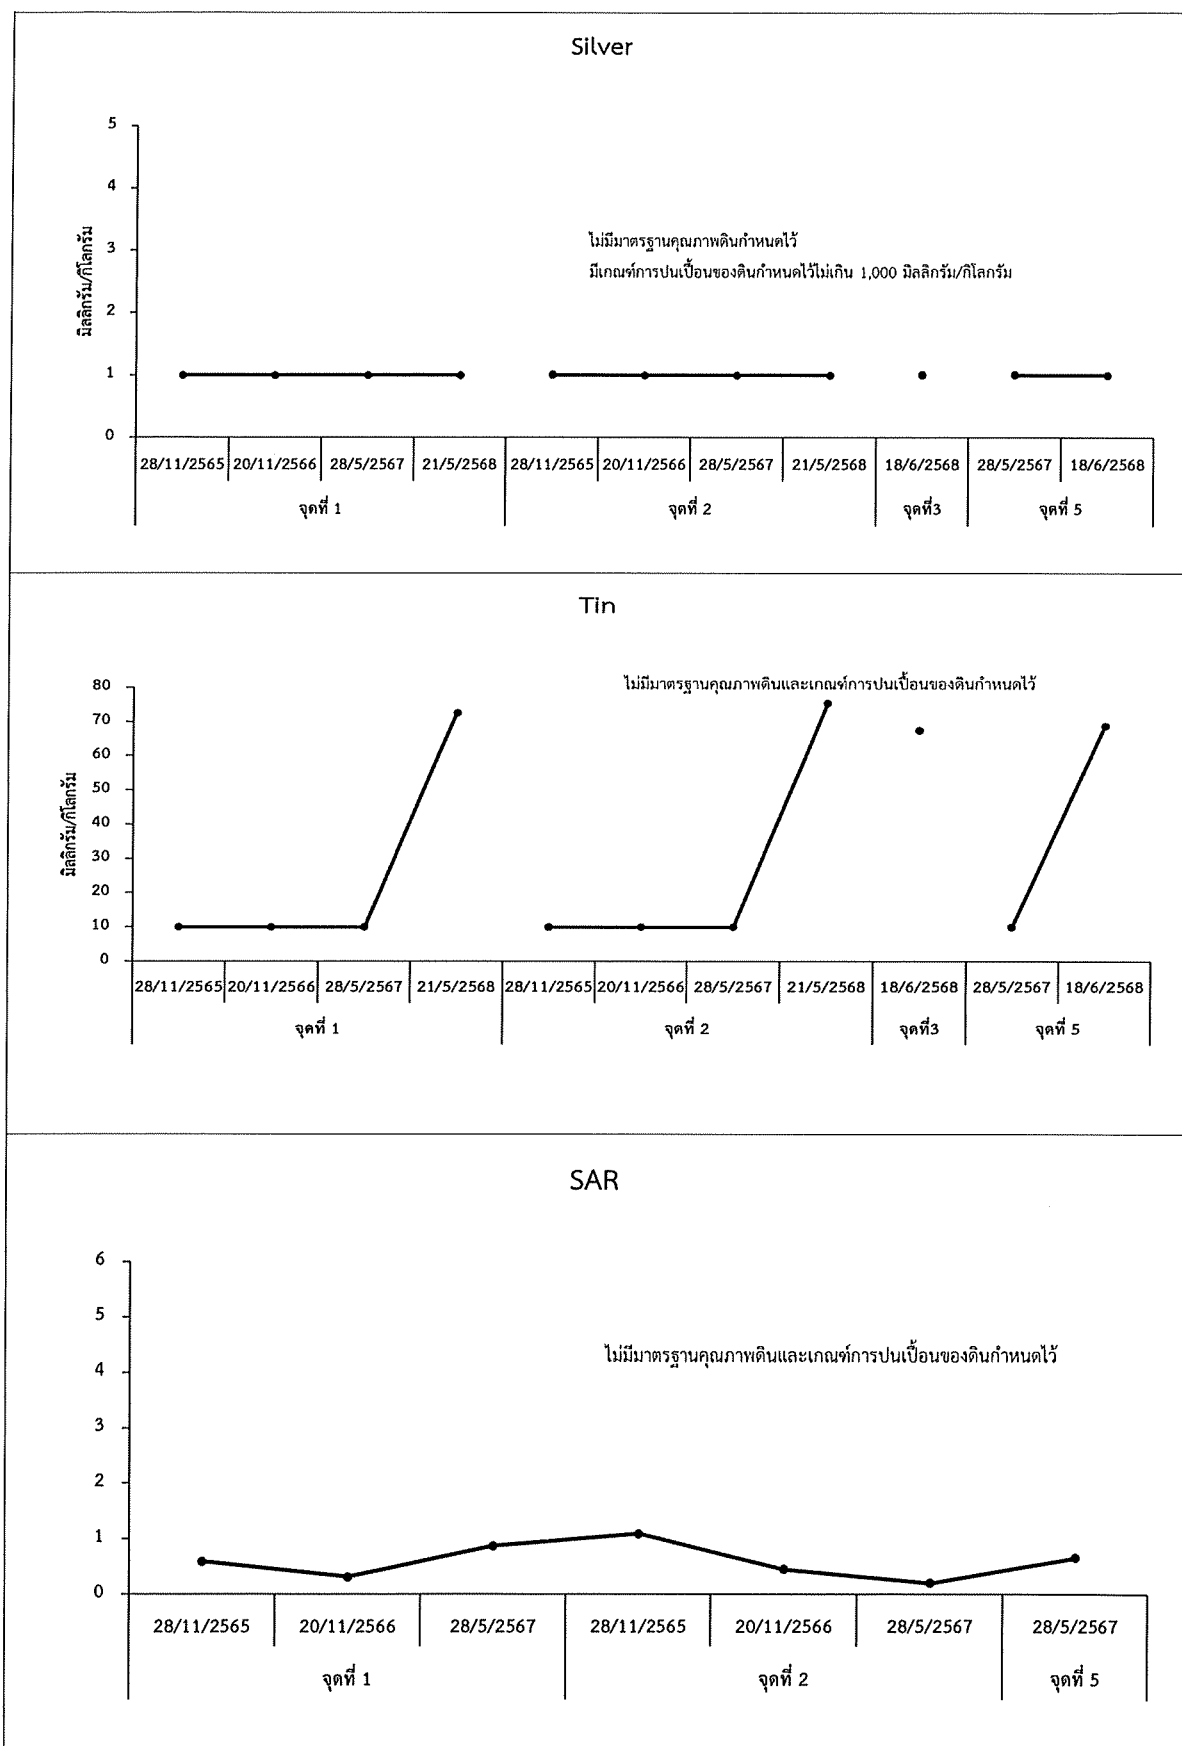 Silver
5
4
3
2
1
0
มิลลิกรัม/กิโลกรัม
ไม่มีมาตรฐานคุณภาพดินกำหนดไว้
มีเกณฑ์การปนเปื้อนของดินกำหนดไว้ไม่เกิน 1,000 มิลลิกรัม/กิโลกรัม
28/11/2565 20/11/2566 28/5/2567 21/5/2568 28/11/2565 20/11/2566 28/5/2567 21/5/2568 18/6/2568 28/5/2567 18/6/2568
จุดที่ 1 จุดที่ 2 จุดที่3 จุดที่ 5
Tin
ไม่มีมาตรฐานคุณภาพดินและเกณฑ์การปนเปื้อนของดินกำหนดไว้
80
70
60
50
40
30
20
10
0
มิลลิกรัม/กิโลกรัม
28/11/2565 20/11/2566 28/5/2567 21/5/2568 28/11/2565 20/11/2566 28/5/2567 21/5/2568 18/6/2568 28/5/2567 18/6/2568
จุดที่ 1 จุดที่ 2 จุดที่3 จุดที่ 5
SAR
6
5
4
3
2
1
0
ไม่มีมาตรฐานคุณภาพดินและเกณฑ์การปนเปื้อนของดินกำหนดไว้
28/11/2565 20/11/2566 28/5/2567 28/11/2565 20/11/2566 28/5/2567 28/5/2567
จุดที่ 1 จุดที่ 2 จุดที่ 5